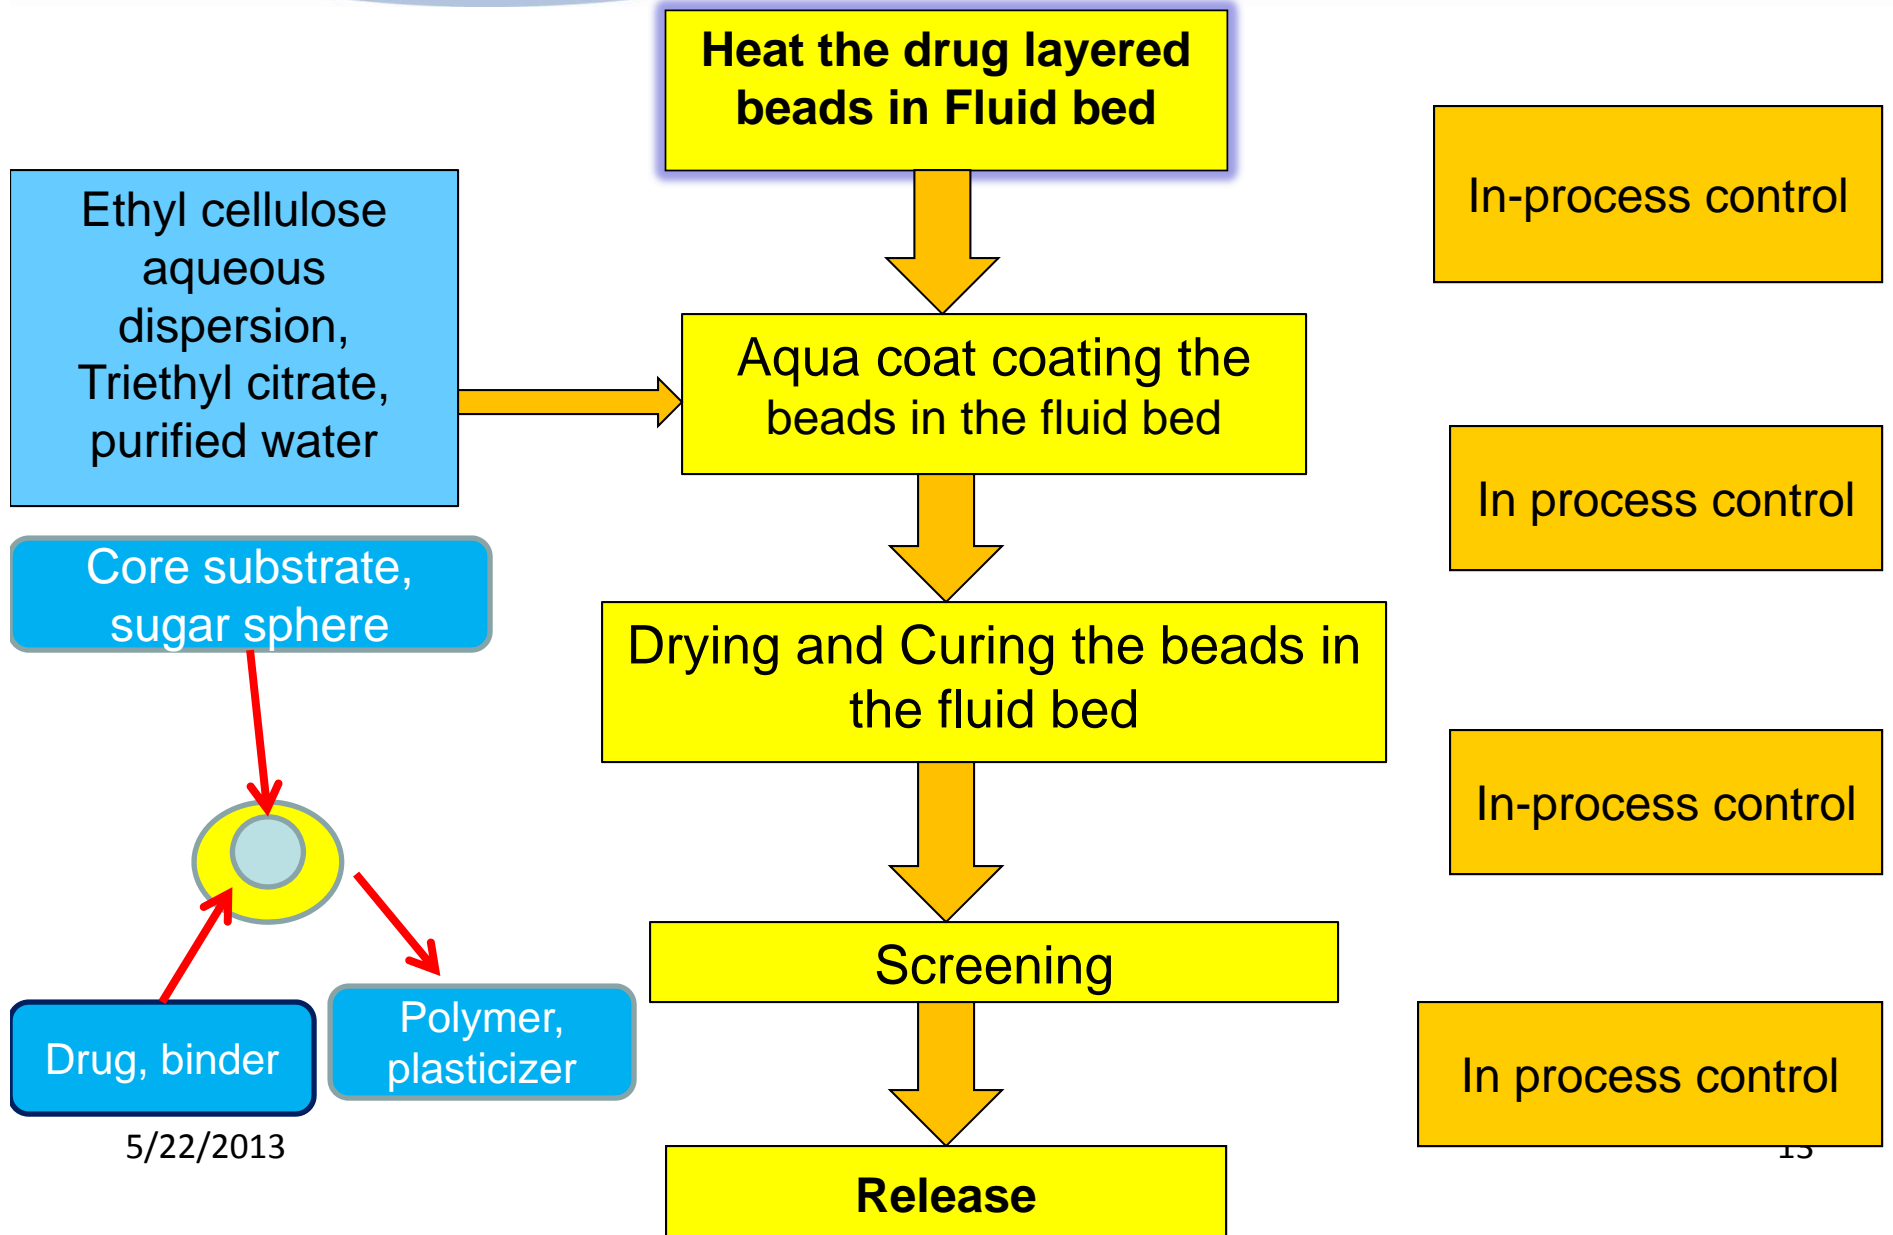 Heat the drug layered
beads in Fluid bed
In-process control
Ethyl cellulose
aqueous
dispersion,
Triethyl citrate,
purified water
Aqua coat coating the
beads in the fluid bed
In process control
Core substrate,
sugar sphere
Drying and Curing the beads in
the fluid bed
In-process control
Screening
Polymer,
plasticizer
Drug, binder
In process control
5/22/2013
Release